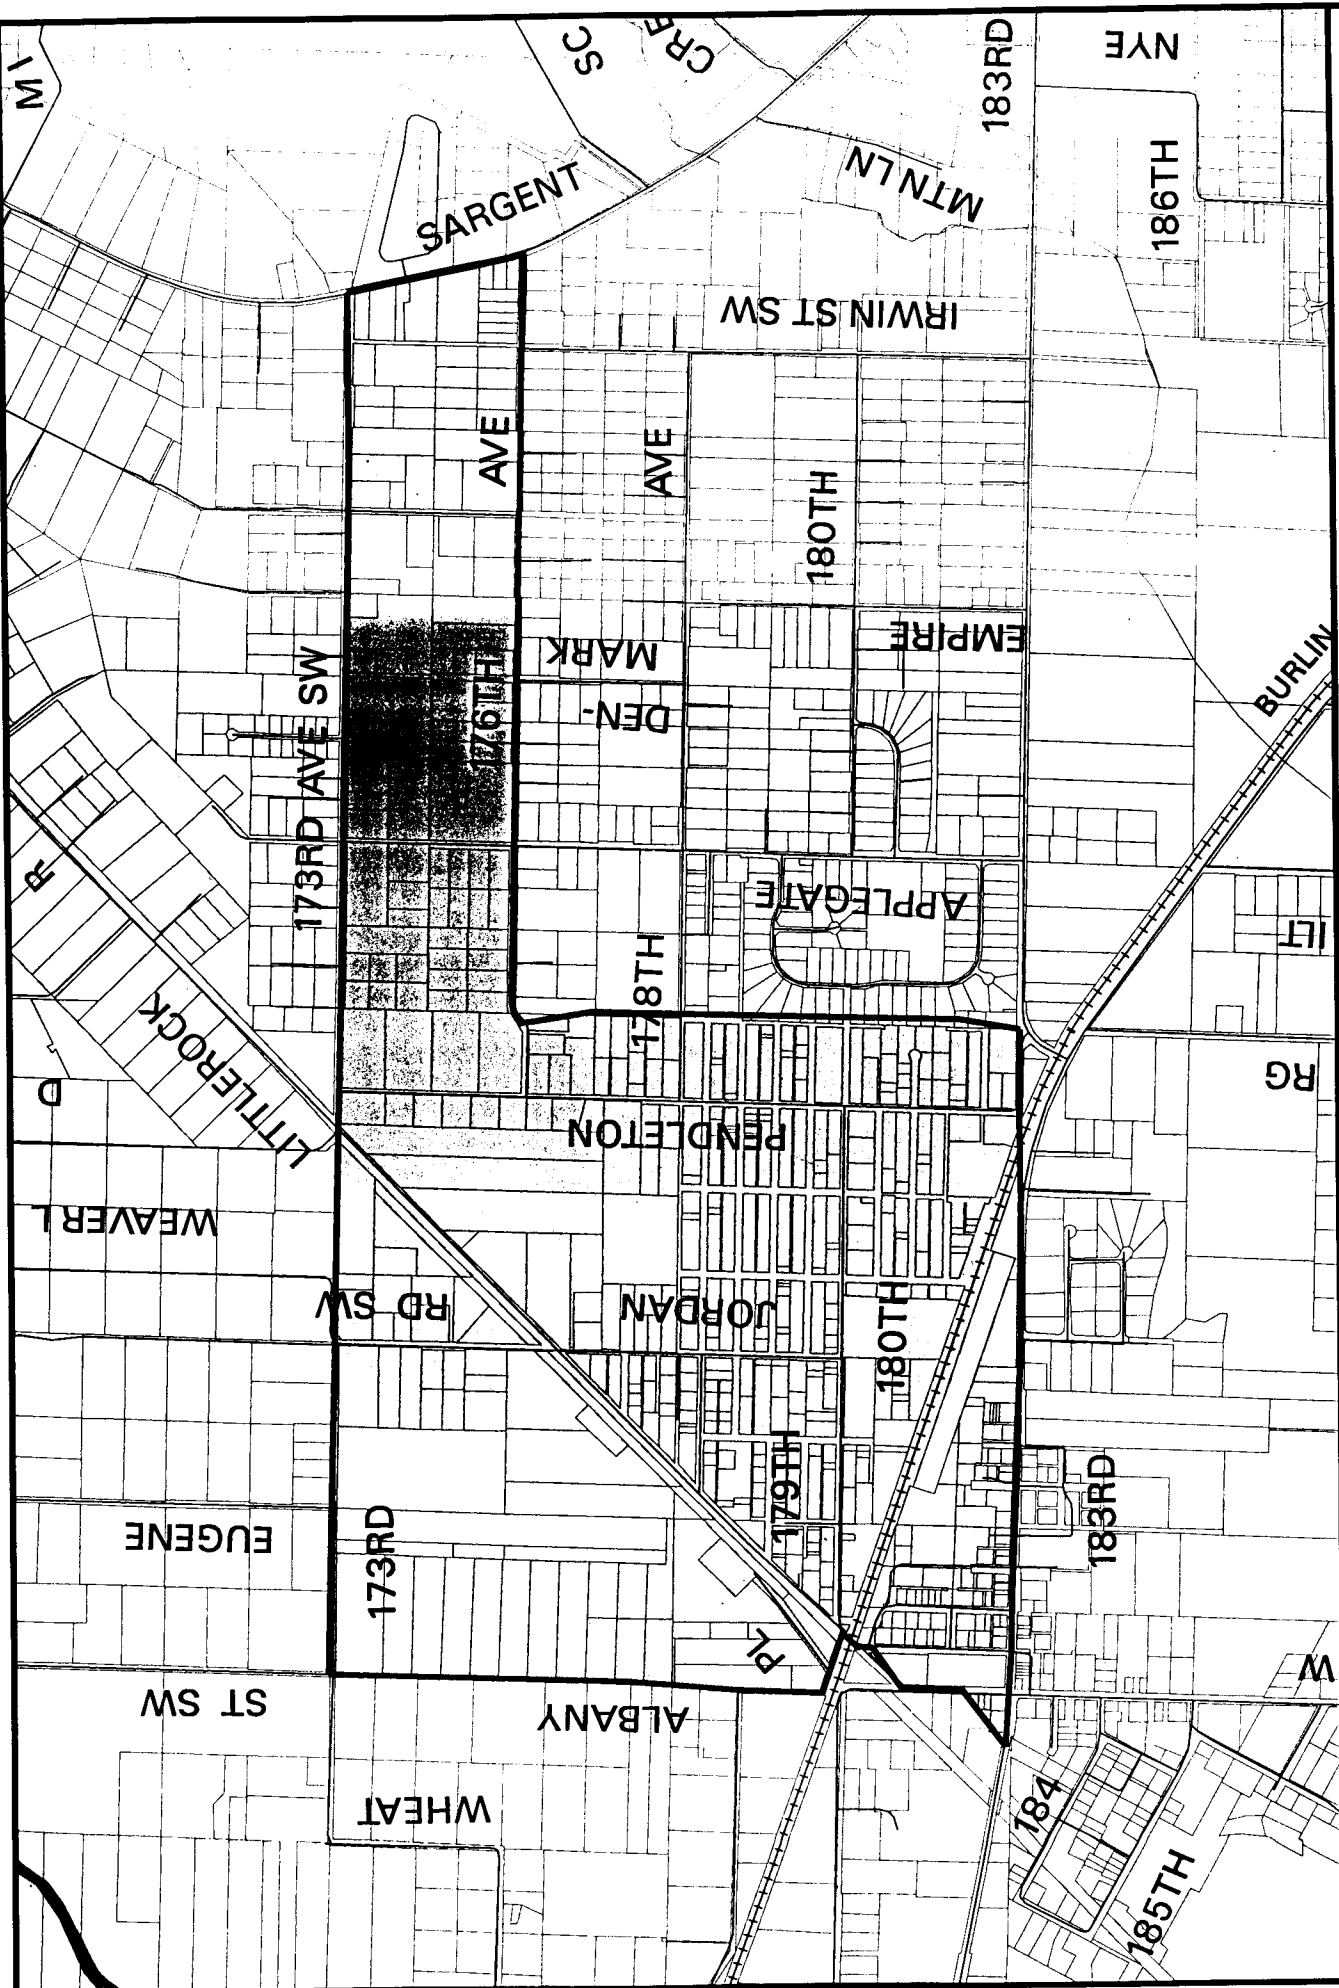 M I
SC
CRE
183RD
NYE
SARGENT
MTN LN
186TH
IRWIN ST SW
AVE
AVE
180TH
173RD AVE SW
176TH
MARK
DEN-
EMPIRE
BURLIN
R
APPLEGATE
ILT
178TH
LITTLEROCK
D
RG
PENDLETON
WEAVER L
RD SW
JORDAN
180TH
179TH
EUGENE
173RD
183RD
PL
W
ST SW
ALBANY
WHEAT
184
185TH